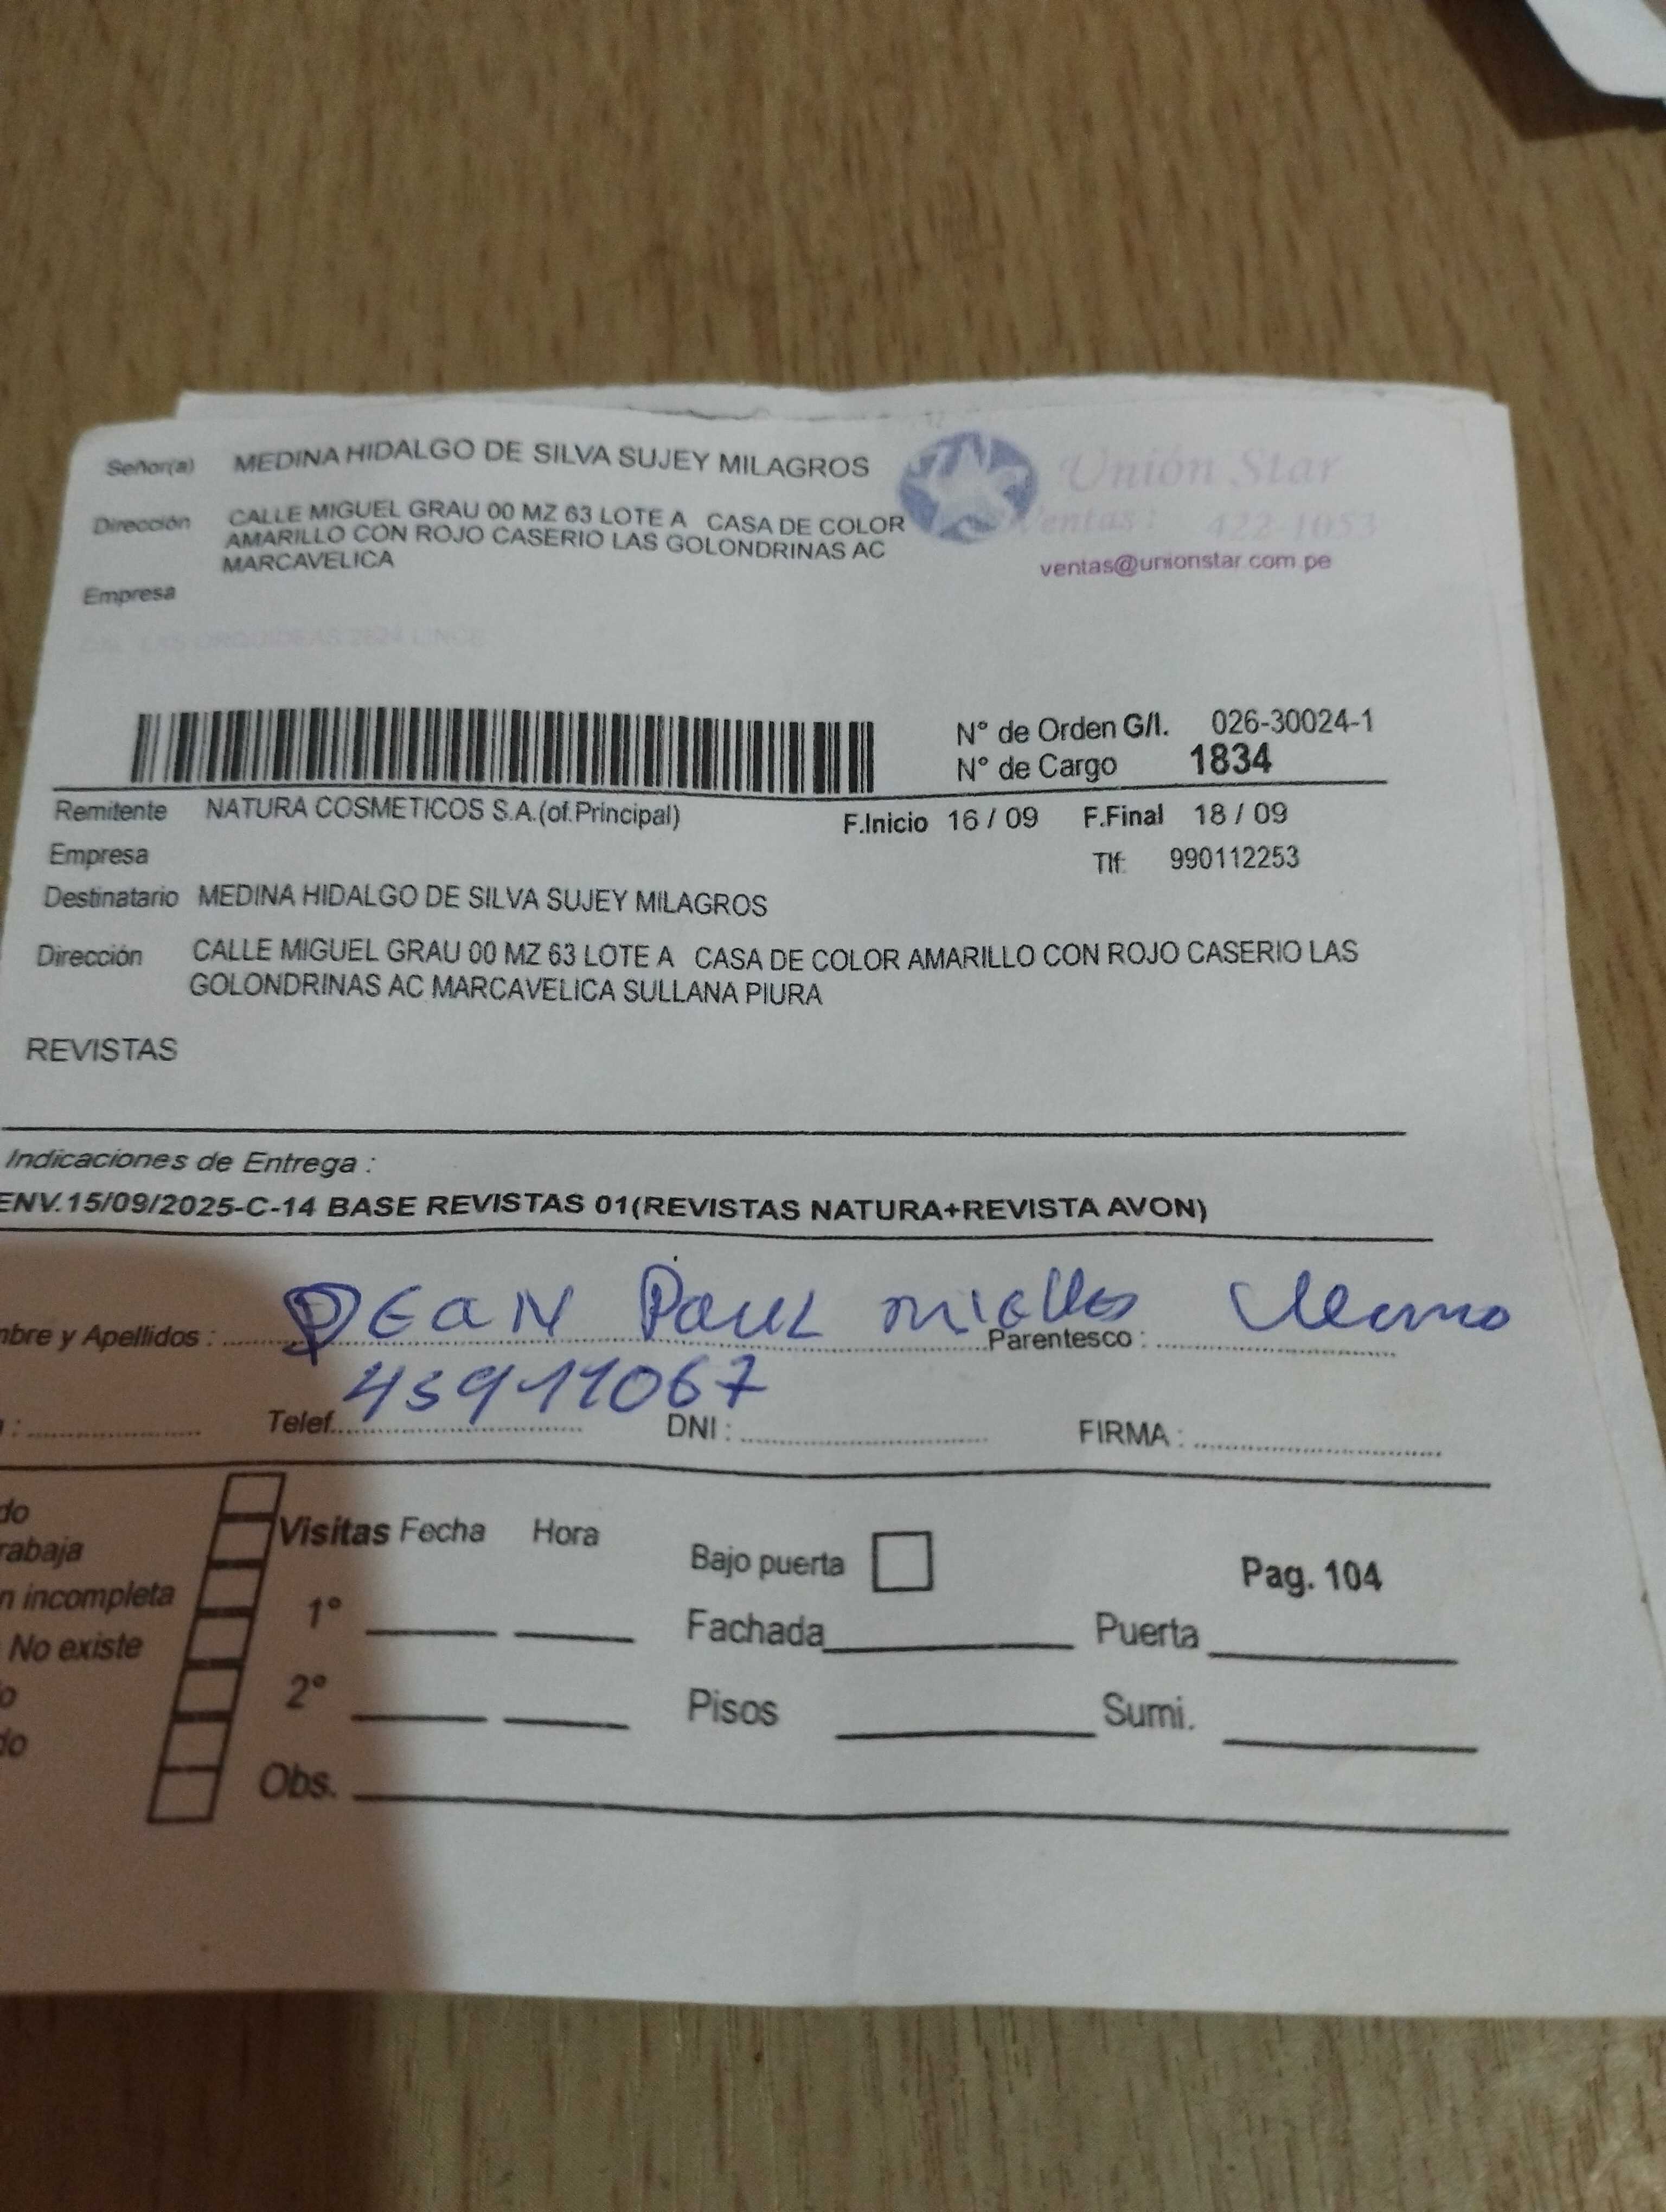 Señor(a) MEDINA HIDALGO DE SILVA SUJEY MILAGROS
Unión Star
Dirección CALLE MIGUEL GRAU 00 MZ 63 LOTE A CASA DE COLOR
AMARILLO CON ROJO CASERIO LAS GOLONDRINAS AC
MARCAVELICA
Ventas: 422-1053
ventas@unionstar.com.pe
Empresa
2824 LINCE
N° de Orden G/I. 026-30024-1
N° de Cargo 1834
Remitente NATURA COSMETICOS S.A.(of.Principal) F.Inicio 16 / 09 F.Final 18 / 09
Empresa Tlf: 990112253
Destinatario MEDINA HIDALGO DE SILVA SUJEY MILAGROS
Dirección CALLE MIGUEL GRAU 00 MZ 63 LOTE A CASA DE COLOR AMARILLO CON ROJO CASERIO LAS
GOLONDRINAS AC MARCAVELICA SULLANA PIURA
REVISTAS
Indicaciones de Entrega :
ENV.15/09/2025-C-14 BASE REVISTAS 01(REVISTAS NATURA+REVISTA AVON)
mbre y Apellidos : DEaN PauL Parentesco :
45911067
Telef. DNI : FIRMA :
do
rabaja
n incompleta
No existe
o
do
Visitas Fecha Hora
1°
2°
Obs.
Bajo puerta Pag. 104
Fachada Puerta
Pisos Sumi.